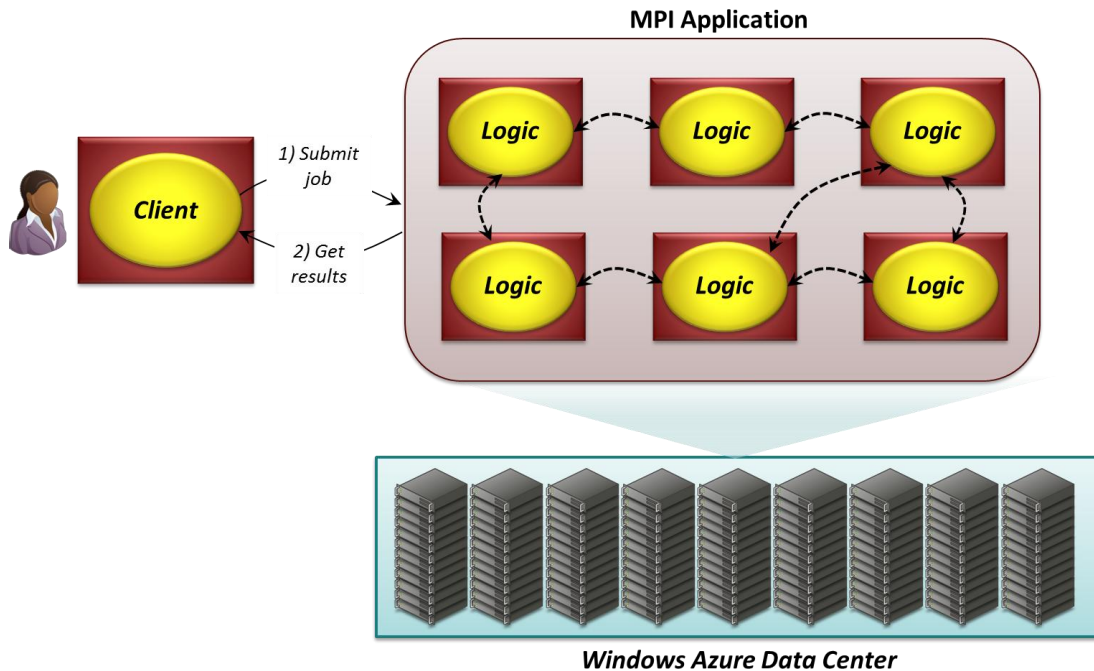 MPI Application
Logic
Logic
Logic
1) Submit
job
Client
2) Get
results
Logic
Logic
Logic
Windows Azure Data Center